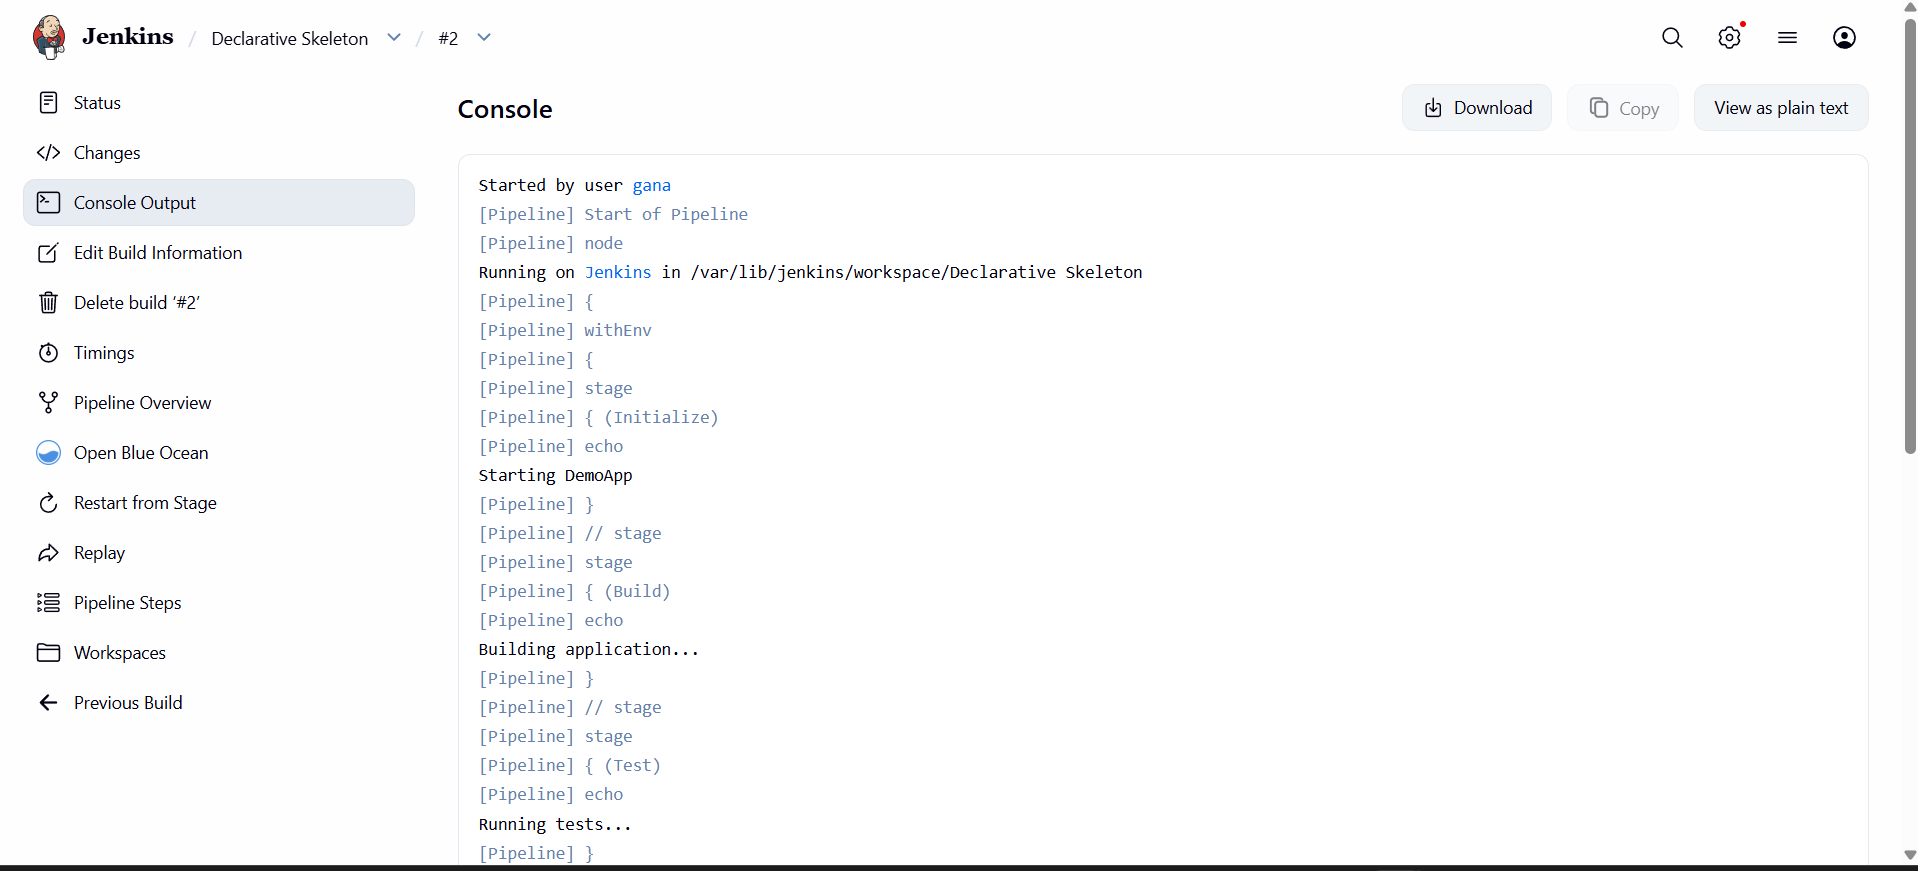 Jenkins / Declarative Skeleton / #2
Status
Changes
Console Output
Edit Build Information
Delete build ‘#2’
Timings
Pipeline Overview
Open Blue Ocean
Restart from Stage
Replay
Pipeline Steps
Workspaces
Previous Build
Console
Download
Copy
View as plain text
Started by user gana
[Pipeline] Start of Pipeline
[Pipeline] node
Running on Jenkins in /var/lib/jenkins/workspace/Declarative Skeleton
[Pipeline] {
[Pipeline] withEnv
[Pipeline] {
[Pipeline] stage
[Pipeline] { (Initialize)
[Pipeline] echo
Starting DemoApp
[Pipeline] }
[Pipeline] // stage
[Pipeline] stage
[Pipeline] { (Build)
[Pipeline] echo
Building application...
[Pipeline] }
[Pipeline] // stage
[Pipeline] stage
[Pipeline] { (Test)
[Pipeline] echo
Running tests...
[Pipeline] }